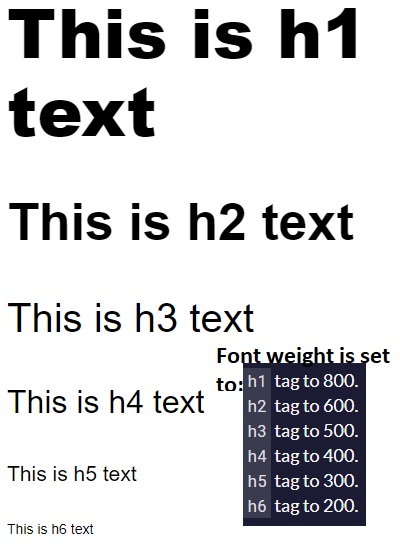 This is h1
text
This is h2 text
This is h3 text
Font weight is set
to:
h1 tag to 800.
h2 tag to 600.
h3 tag to 500.
h4 tag to 400.
h5 tag to 300.
h6 tag to 200.
This is h4 text
This is h5 text
This is h6 text